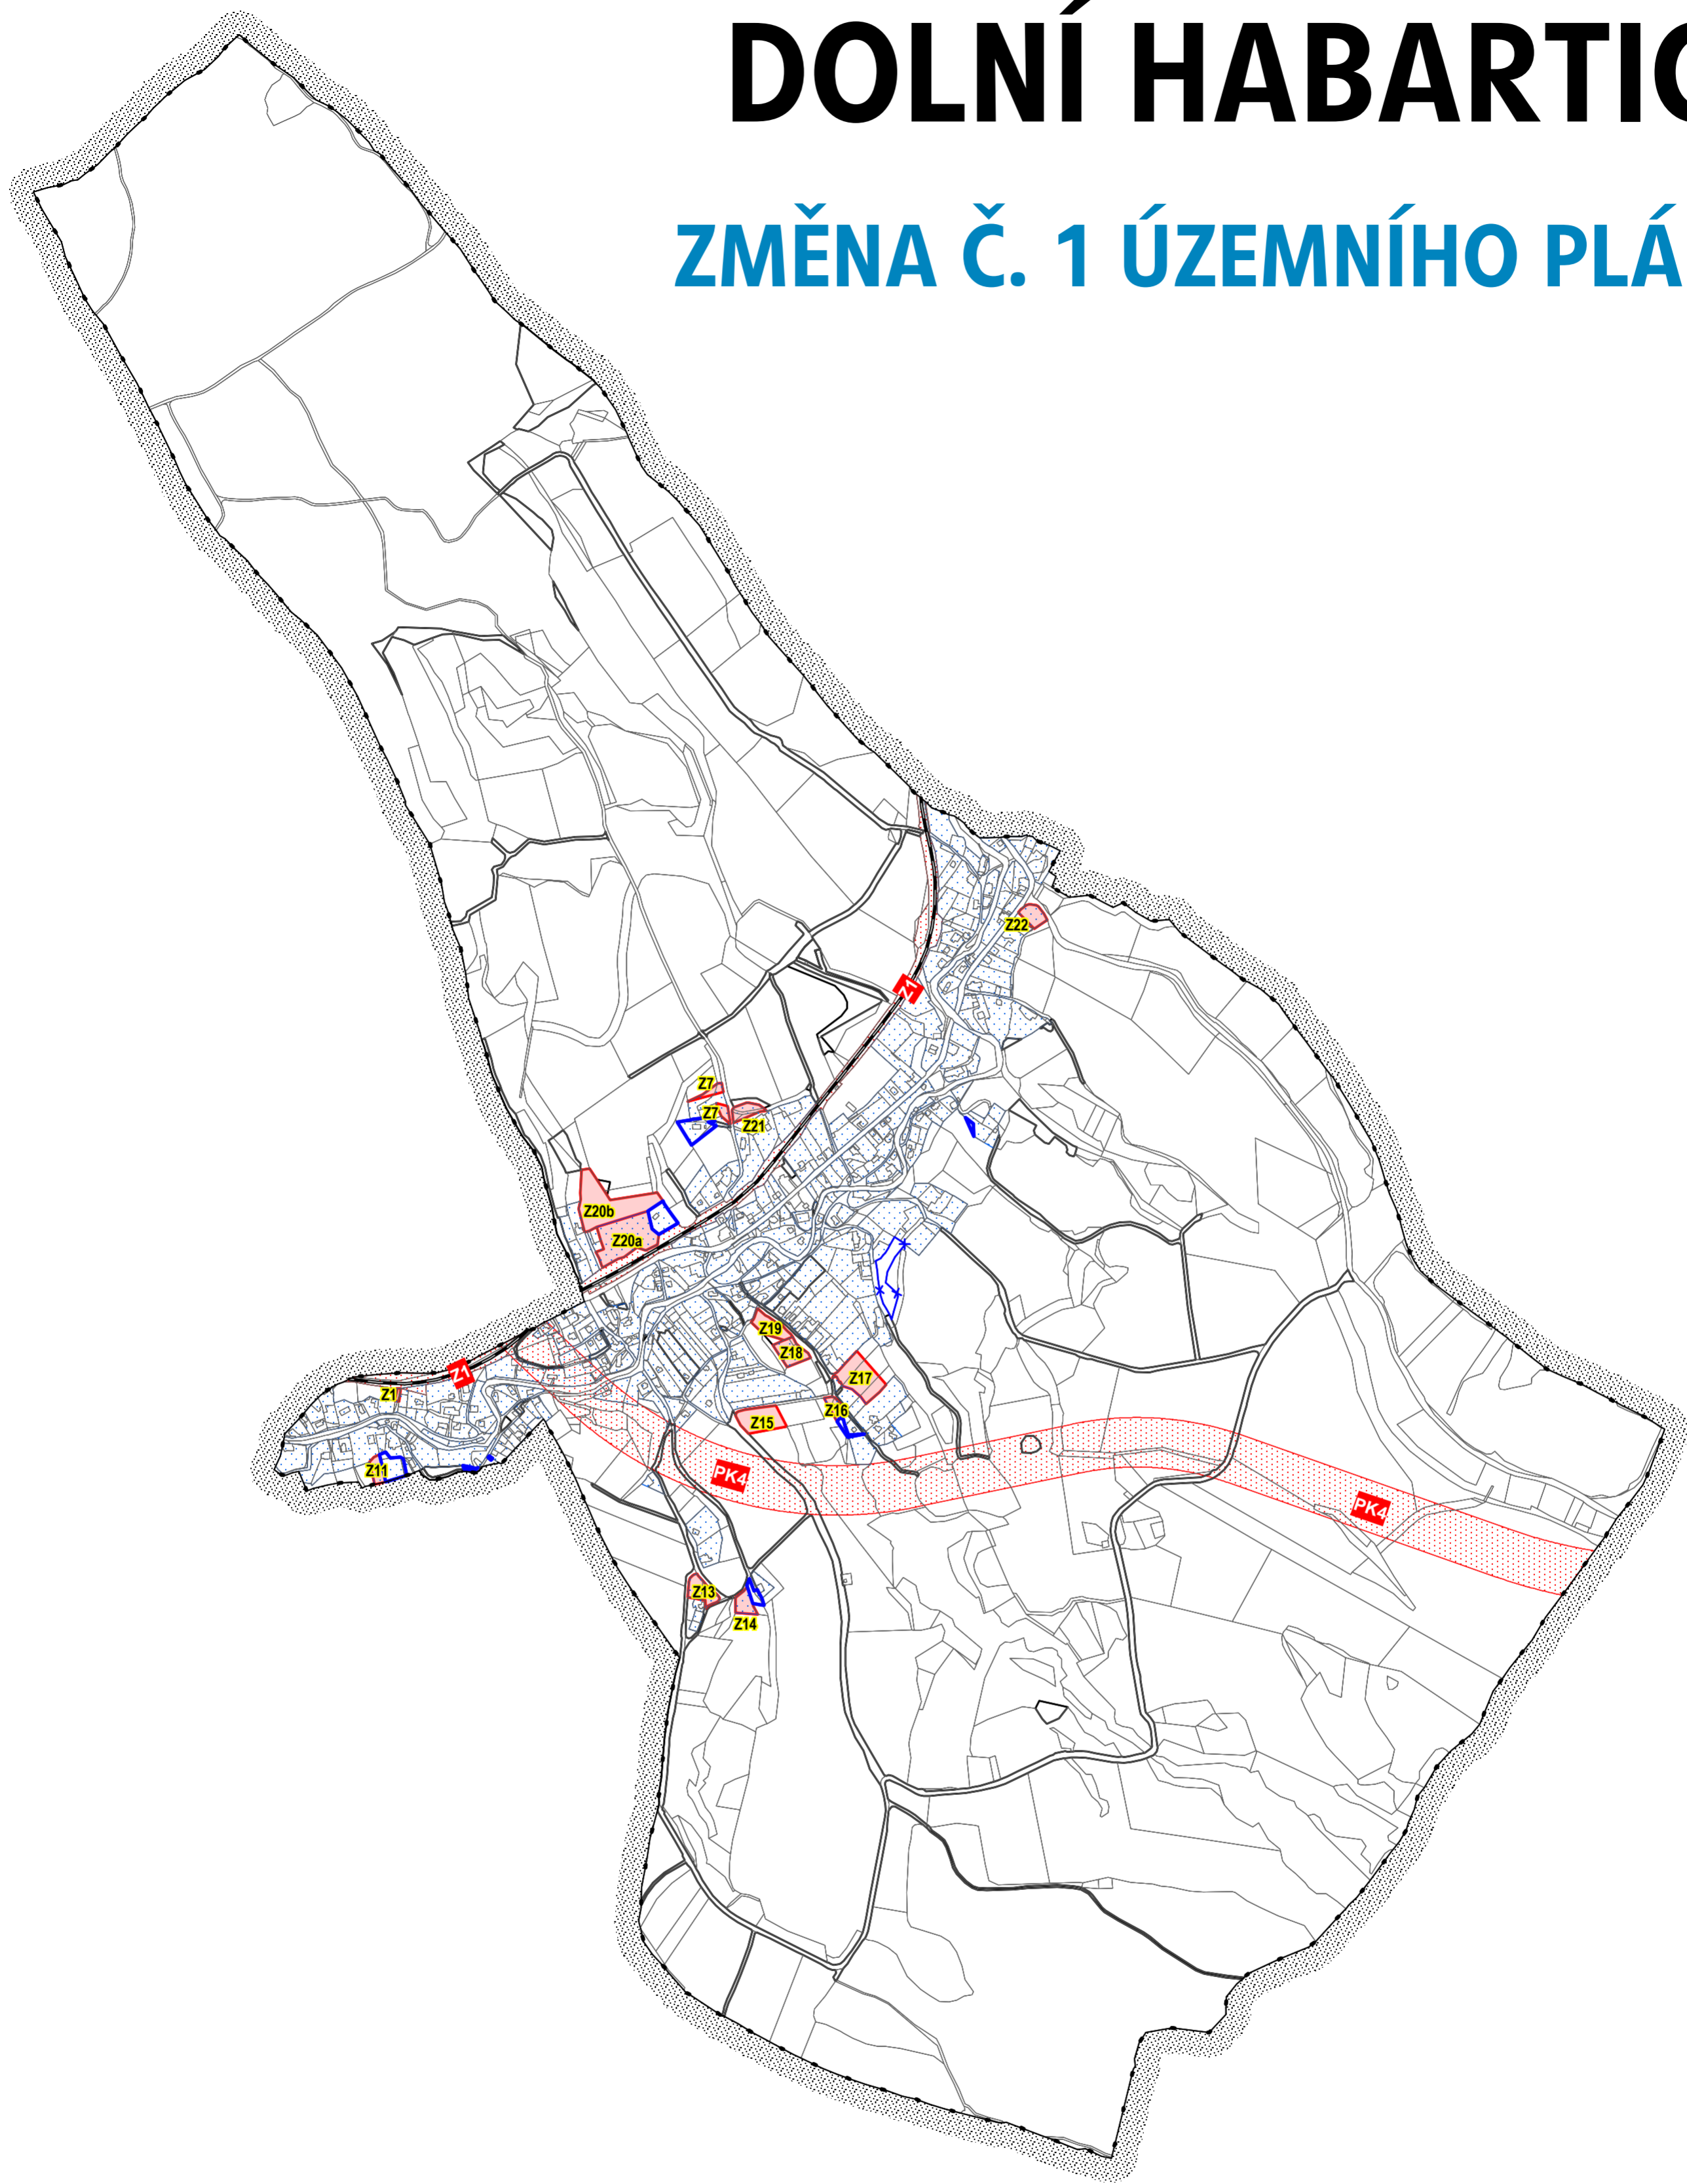 DOLNÍ HABARTIC
ZMĚNA Č. 1 ÚZEMNÍHO PLÁ
Z22
Z1
Z7
Z7
Z21
Z20b
Z20a
Z19
Z18
Z1
Z17
Z1
Z16
Z15
Z11
PK4
PK4
Z13
Z14